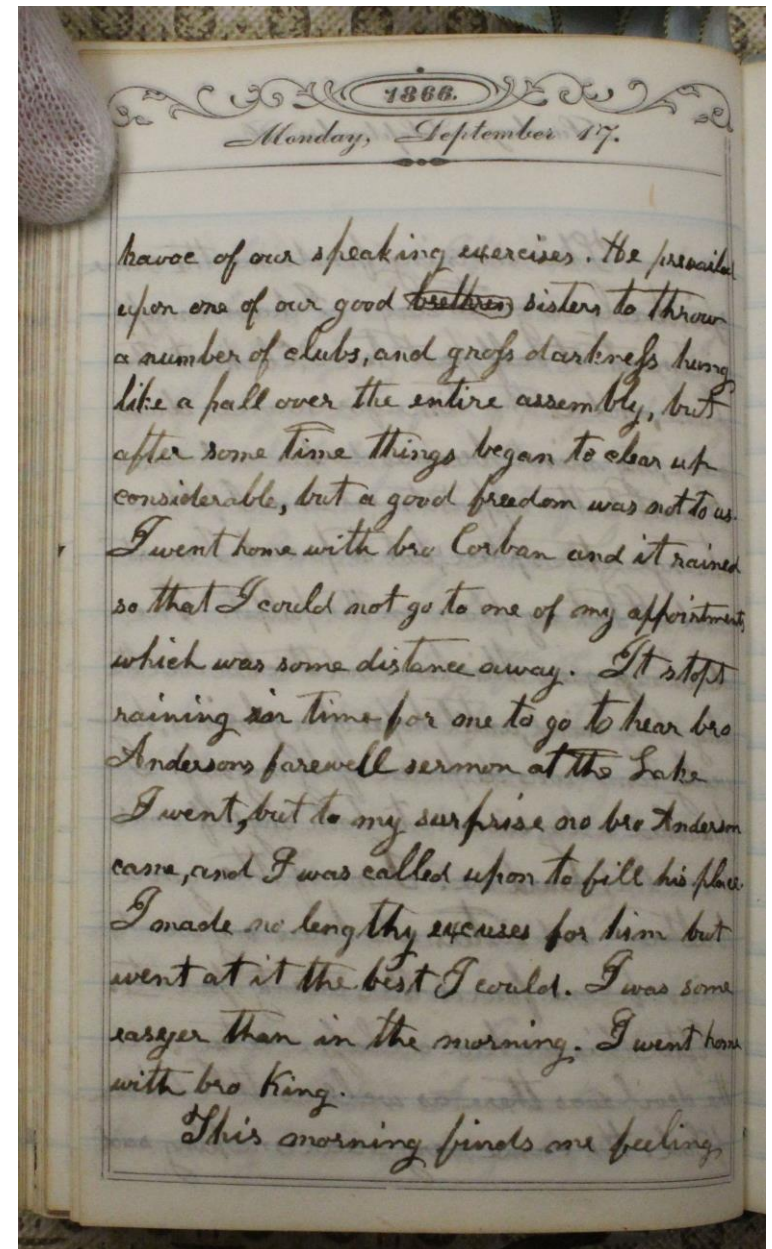 1866.
Monday, September 17.
havoc of our speaking exercises. He prevailed
upon one of our good brethren sisters to throw
a number of clubs, and gross darkness hung
like a pall over the entire assembly, but
after some time things began to clear up
considerable, but a good freedom was not to us.
I went home with bro Corban and it rained
so that I could not go to one of my appointments
which was some distance away. It stopt
raining in time for me to go to hear bro
Andersons farewell sermon at the Lake
I went, but to my surprise no bro Anderson
came, and I was called upon to fill his place.
I made no lengthy excuses for him but
went at it the best I could. I was some
easyer than in the morning. I went home
with bro King.
This morning finds me feeling